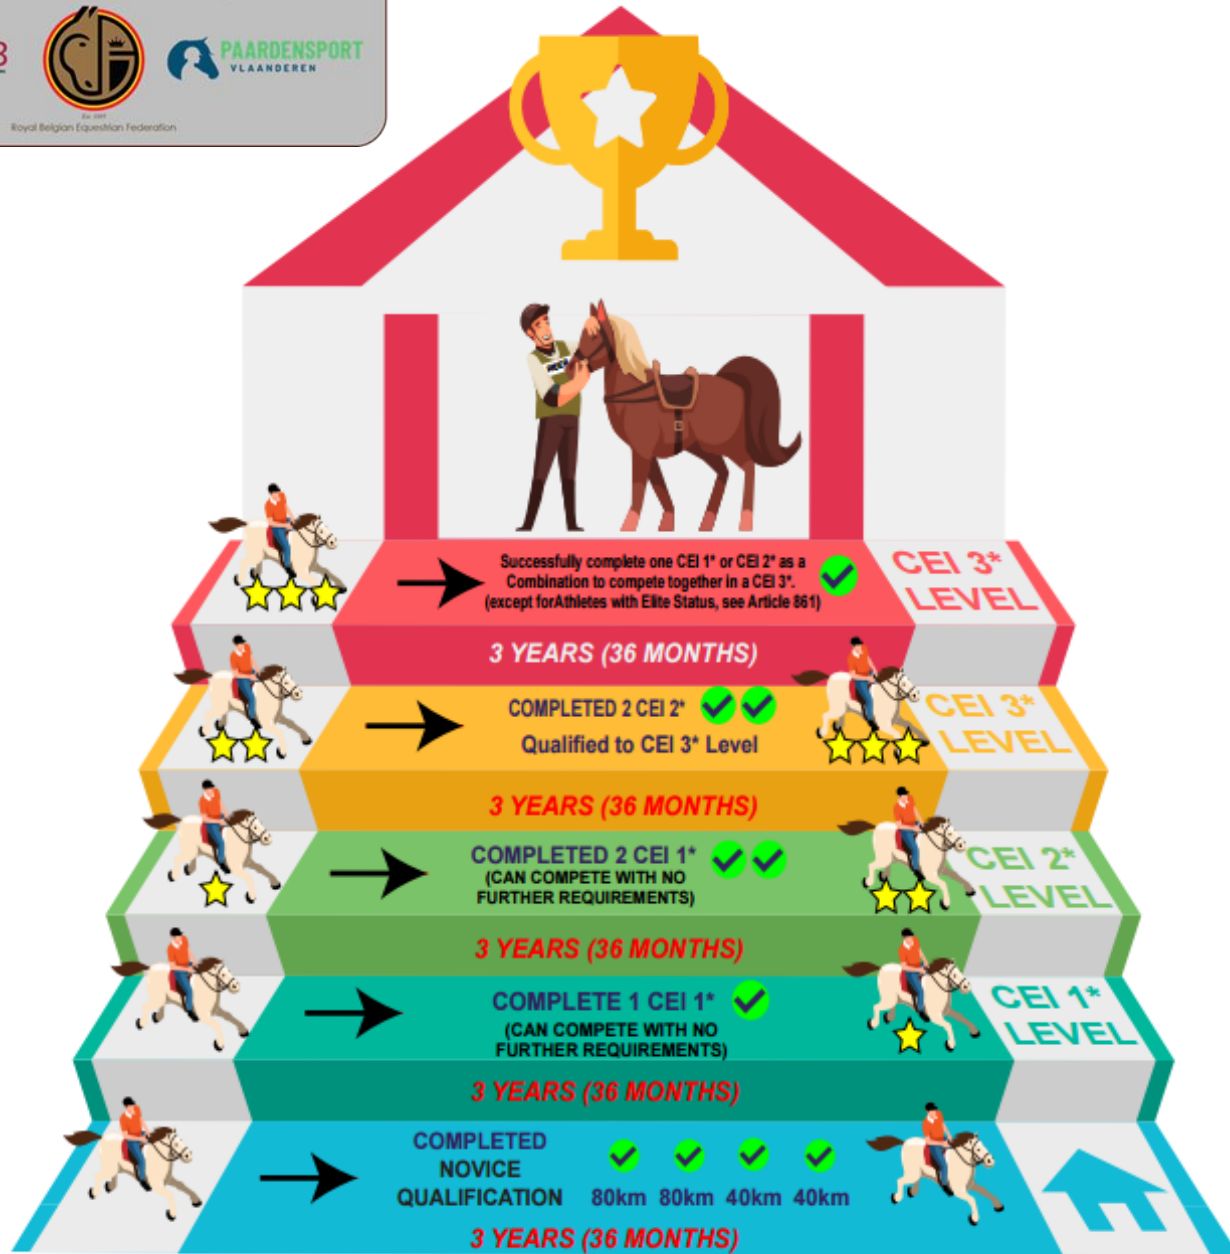 PAARDENSPORT
VLAANDEREN
Royal Belgian Equestrian Federation
Successfully complete one CEI 1* or CEI 2* as a
Combination to compete together in a CEI 3*.
(except forAthletes with Elite Status, see Article 861)
CEI 3*
LEVEL
3 YEARS (36 MONTHS)
COMPLETED 2 CEI 2*
Qualified to CEI 3* Level
CEI 3*
LEVEL
3 YEARS (36 MONTHS)
COMPLETED 2 CEI 1*
(CAN COMPETE WITH NO
FURTHER REQUIREMENTS)
CEI 2*
LEVEL
3 YEARS (36 MONTHS)
COMPLETE 1 CEI 1*
(CAN COMPETE WITH NO
FURTHER REQUIREMENTS)
CEI 1*
LEVEL
3 YEARS (36 MONTHS)
COMPLETED
NOVICE
QUALIFICATION
80km 80km 40km 40km
3 YEARS (36 MONTHS)